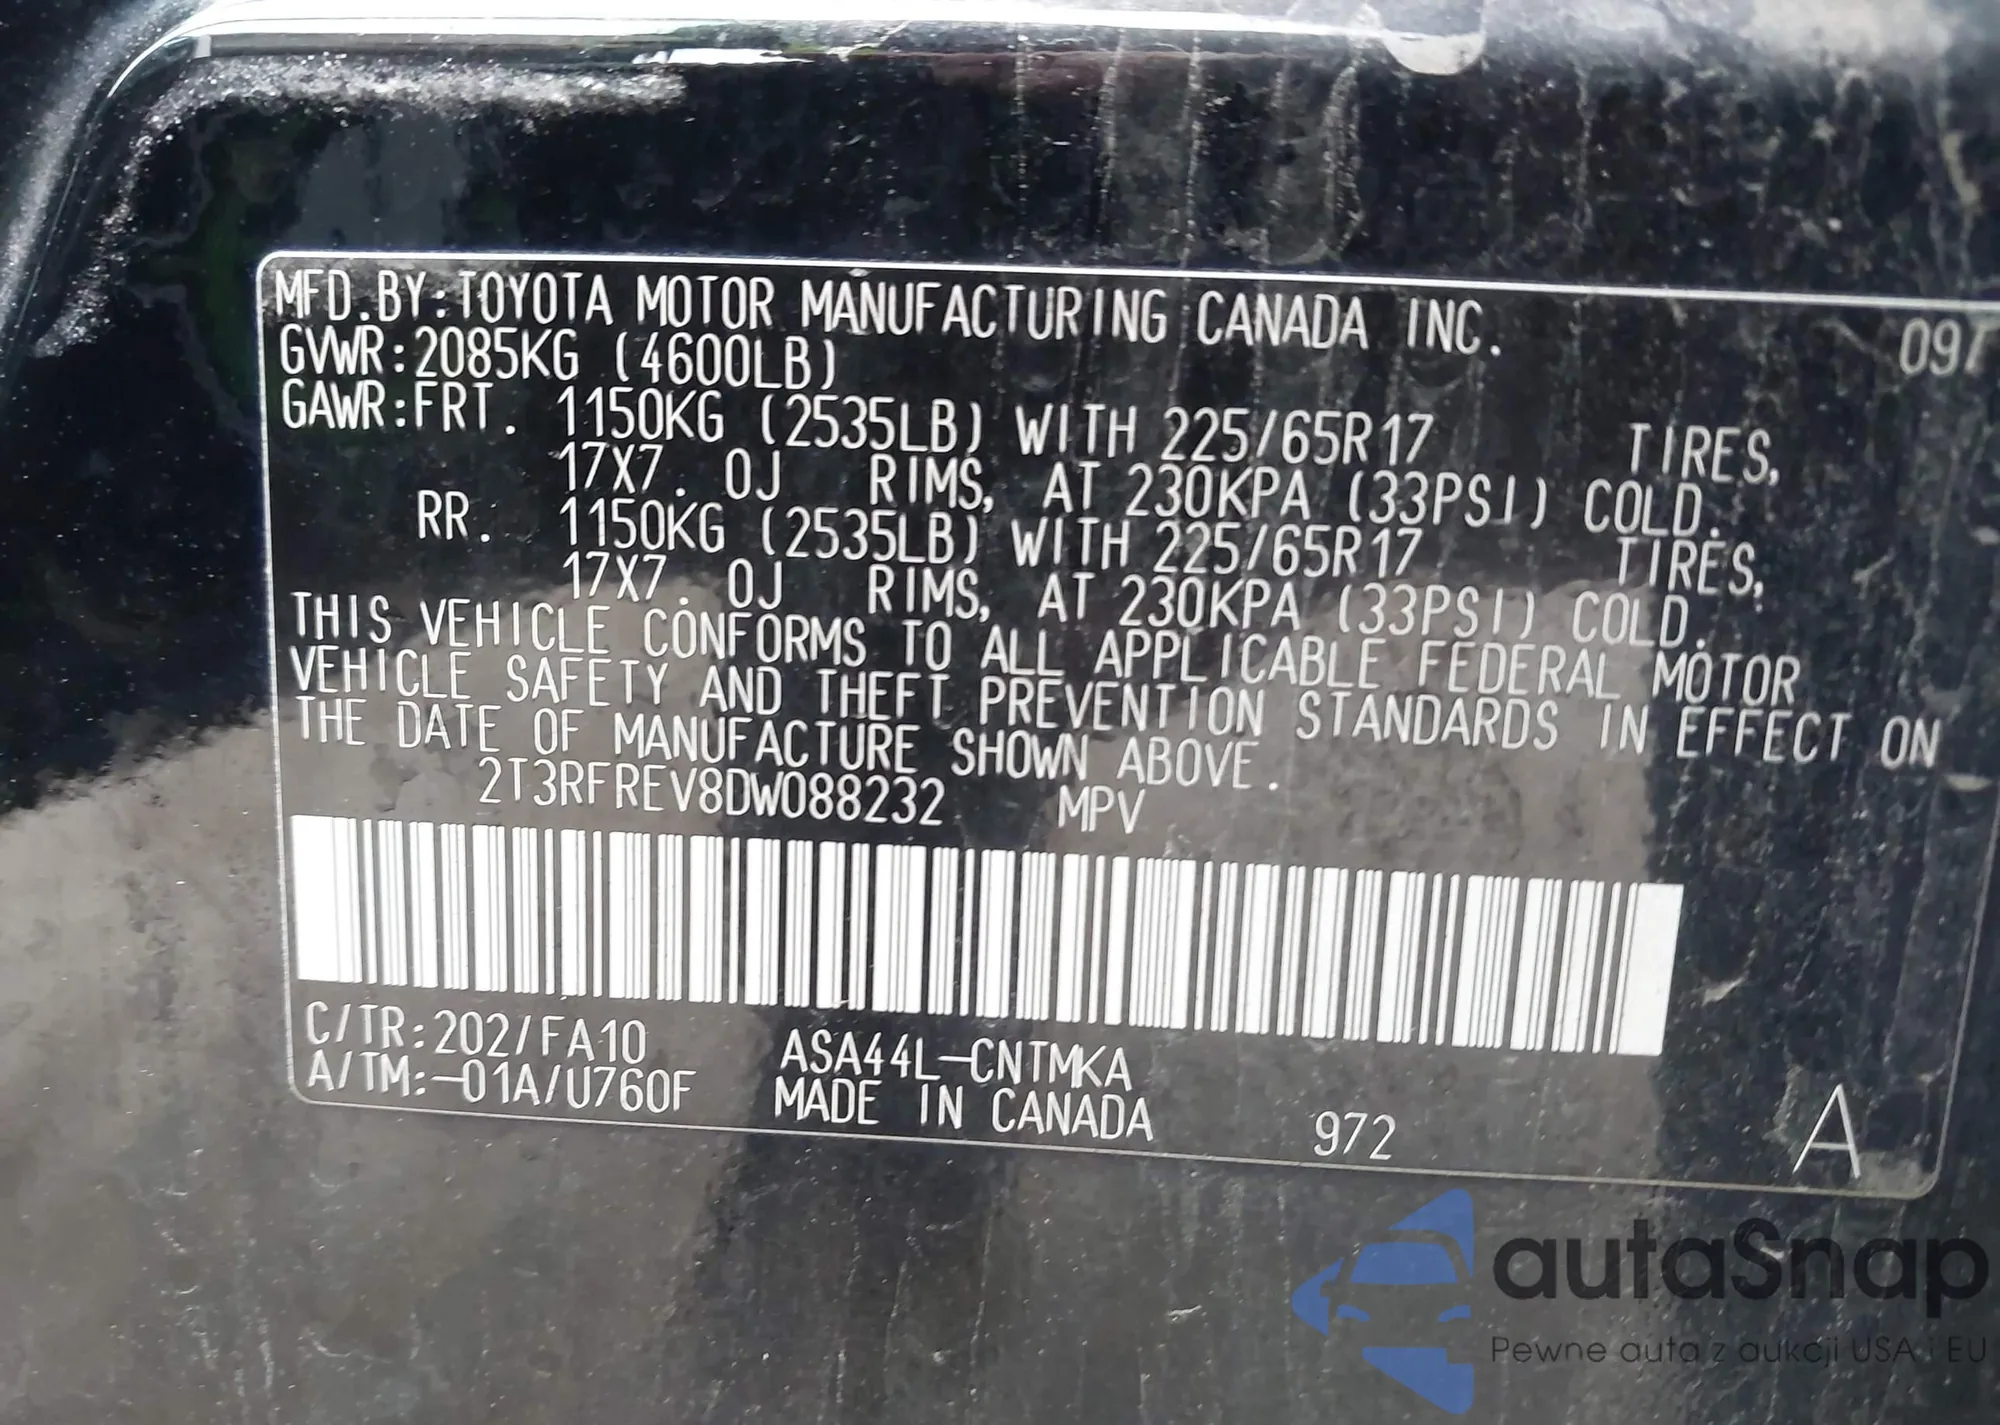 MFD.BY:TOYOTA MOTOR MANUFACTURING CANADA INC. 09/
GVWR:2085KG (4600LB)
GAWR:FRT. 1150KG (2535LB) WITH 225/65R17 TIRES,
17X7.0J RIMS, AT 230KPA (33PSI) COLD.
RR. 1150KG (2535LB) WITH 225/65R17 TIRES,
17X7.0J RIMS, AT 230KPA (33PSI) COLD.
THIS VEHICLE CONFORMS TO ALL APPLICABLE FEDERAL MOTOR
VEHICLE SAFETY AND THEFT PREVENTION STANDARDS IN EFFECT ON
THE DATE OF MANUFACTURE SHOWN ABOVE.
2T3RFREV8DW088232 MPV
C/TR:202/FA10 ASA44L-CNTMKA
A/TM:-01A/U760F MADE IN CANADA 972 A
autaSnap
Pewne auta z aukcji USA i EU